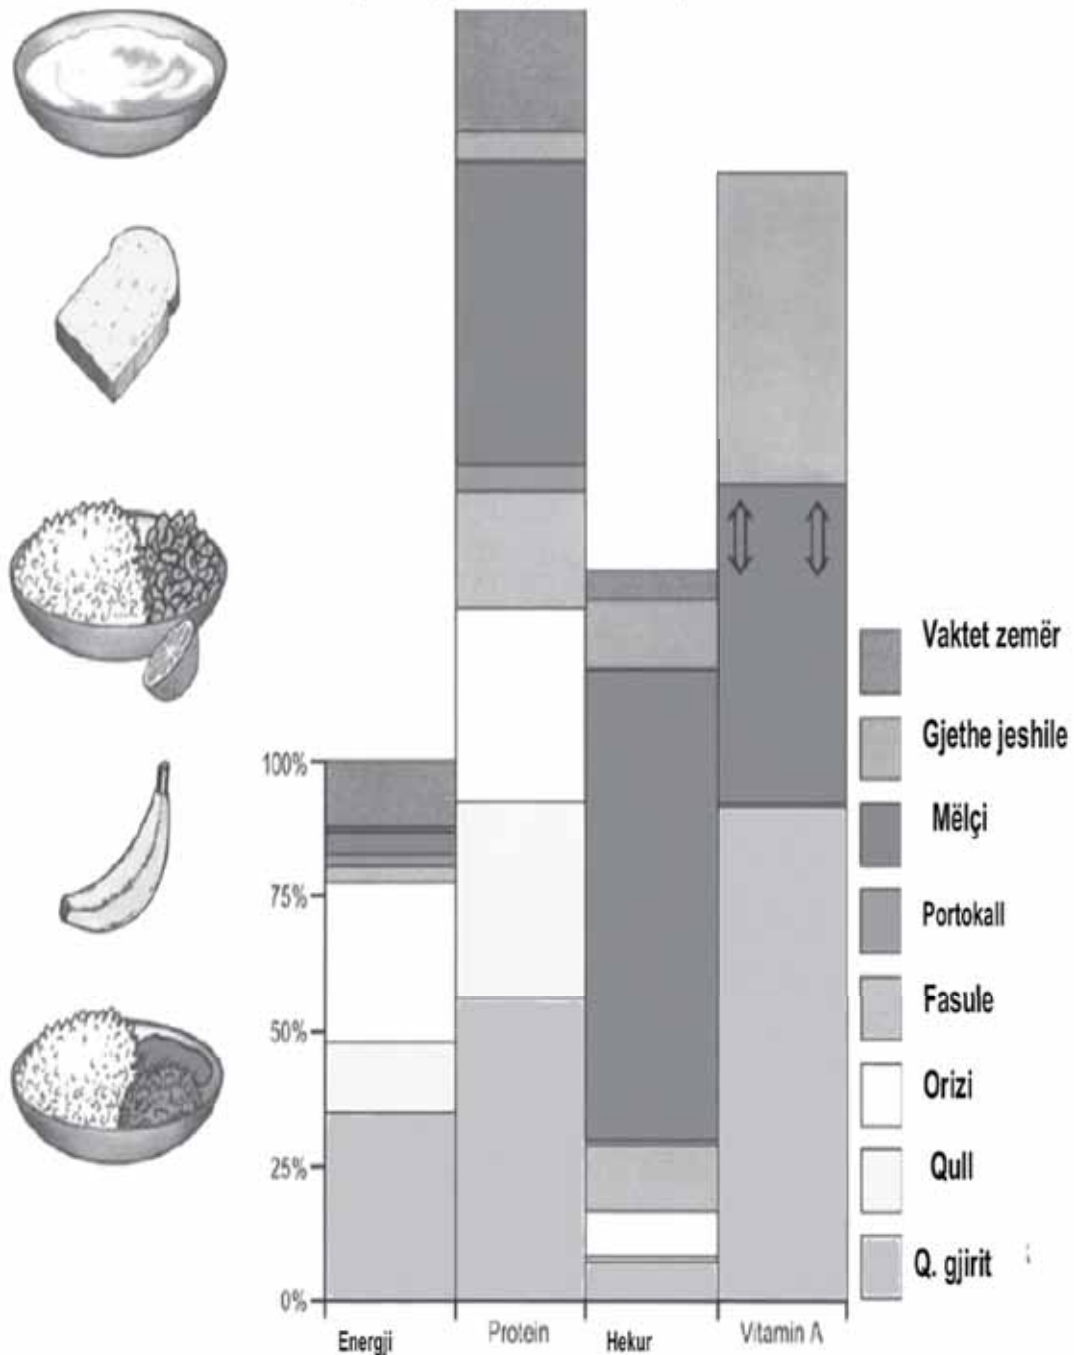 100%
75%
50%
25%
0%
Energji
Protein
Hekur
Vitamin A
Vaktet zemër
Gjethe jeshile
Mëlçi
Portokall
Fasule
Orizi
Qull
Q. gjirit